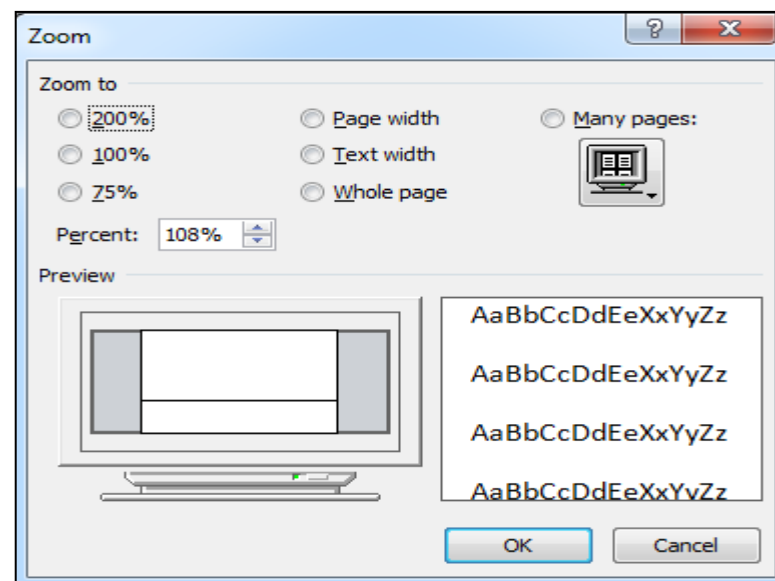 Zoom
Zoom to
200% Page width Many pages:
100% Text width
75% Whole page
Percent: 108%
Preview
AaBbCcDdEeXxYyZz
AaBbCcDdEeXxYyZz
AaBbCcDdEeXxYyZz
AaBbCcDdEeXxYyZz
OK Cancel